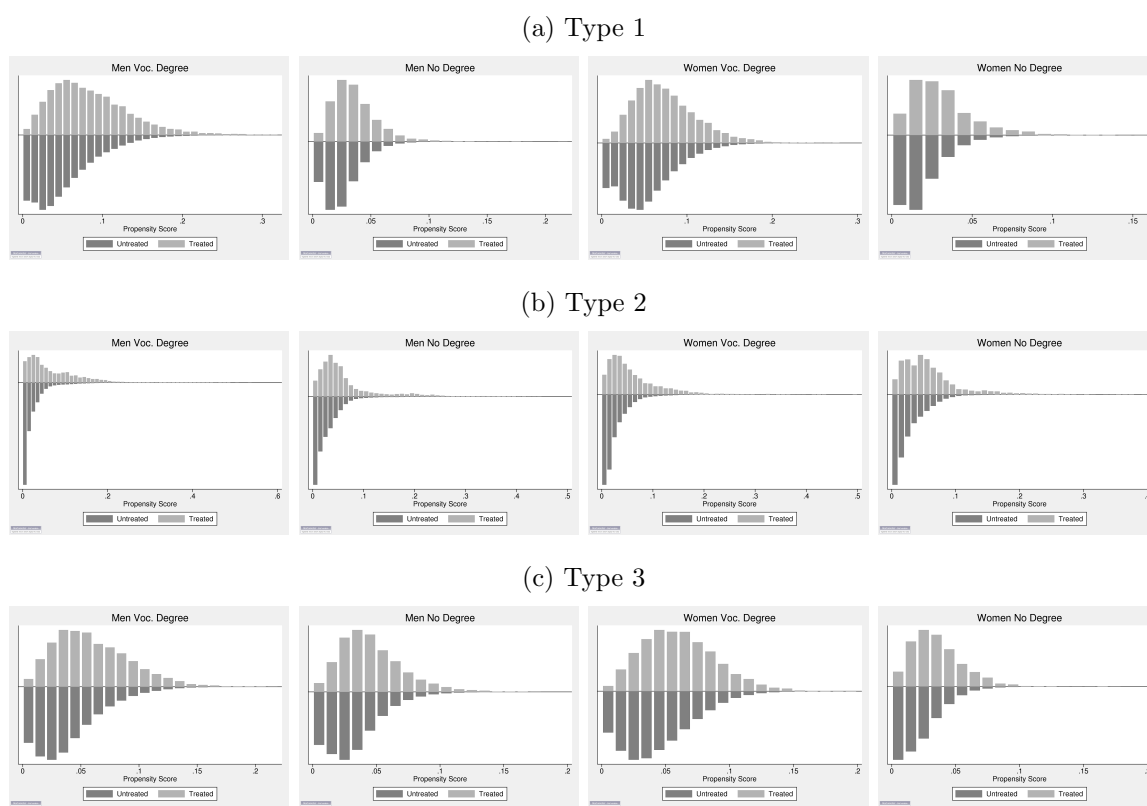 (a) Type 1
Men Voc. Degree
0 .1 .2 .3
Propensity Score
Untreated Treated
Men No Degree
0 .05 .1 .15 .2
Propensity Score
Untreated Treated
Women Voc. Degree
0 .1 .2 .3
Propensity Score
Untreated Treated
Women No Degree
0 .05 .1 .15
Propensity Score
Untreated Treated
(b) Type 2
Men Voc. Degree
0 .2 .4 .6
Propensity Score
Untreated Treated
Men No Degree
0 .1 .2 .3 .4 .5
Propensity Score
Untreated Treated
Women Voc. Degree
0 .1 .2 .3 .4 .5
Propensity Score
Untreated Treated
Women No Degree
0 .1 .2 .3
Propensity Score
Untreated Treated
(c) Type 3
Men Voc. Degree
0 .05 .1 .15 .2
Propensity Score
Untreated Treated
Men No Degree
0 .05 .1 .15 .2
Propensity Score
Untreated Treated
Women Voc. Degree
0 .05 .1 .15 .2
Propensity Score
Untreated Treated
Women No Degree
0 .05 .1 .15
Propensity Score
Untreated Treated